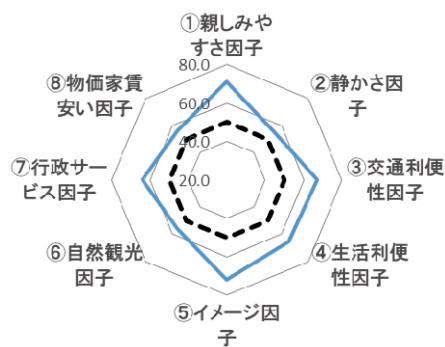 ①親しみや
すさ因子
②静かさ因
子
③交通利便
性因子
④生活利便
性因子
⑤イメージ因
子
⑥自然観光
因子
⑦行政サー
ビス因子
⑧物価家賃
安い因子
80.0
60.0
40.0
20.0